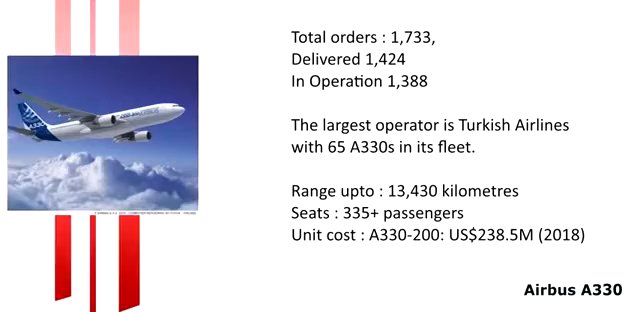 Total orders : 1,733,
Delivered 1,424
In Operation 1,388
The largest operator is Turkish Airlines
with 65 A330s in its fleet.
Range upto : 13,430 kilometres
Seats : 335+ passengers
Unit cost : A330-200: US$238.5M (2018)
Airbus A330
A330